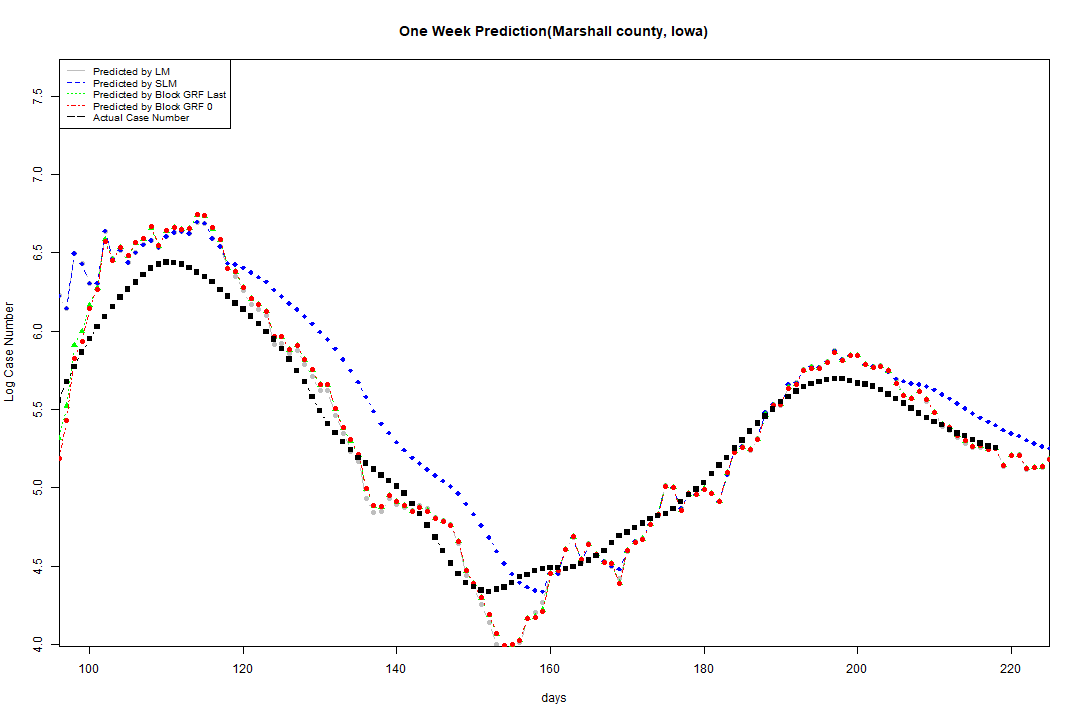 One Week Prediction(Marshall county, Iowa)
Predicted by LM
Predicted by SLM
Predicted by Block GRF Last
Predicted by Block GRF 0
Actual Case Number
Log Case Number
7.5
7.0
6.5
6.0
5.5
5.0
4.5
4.0
100 120 140 160 180 200 220
days